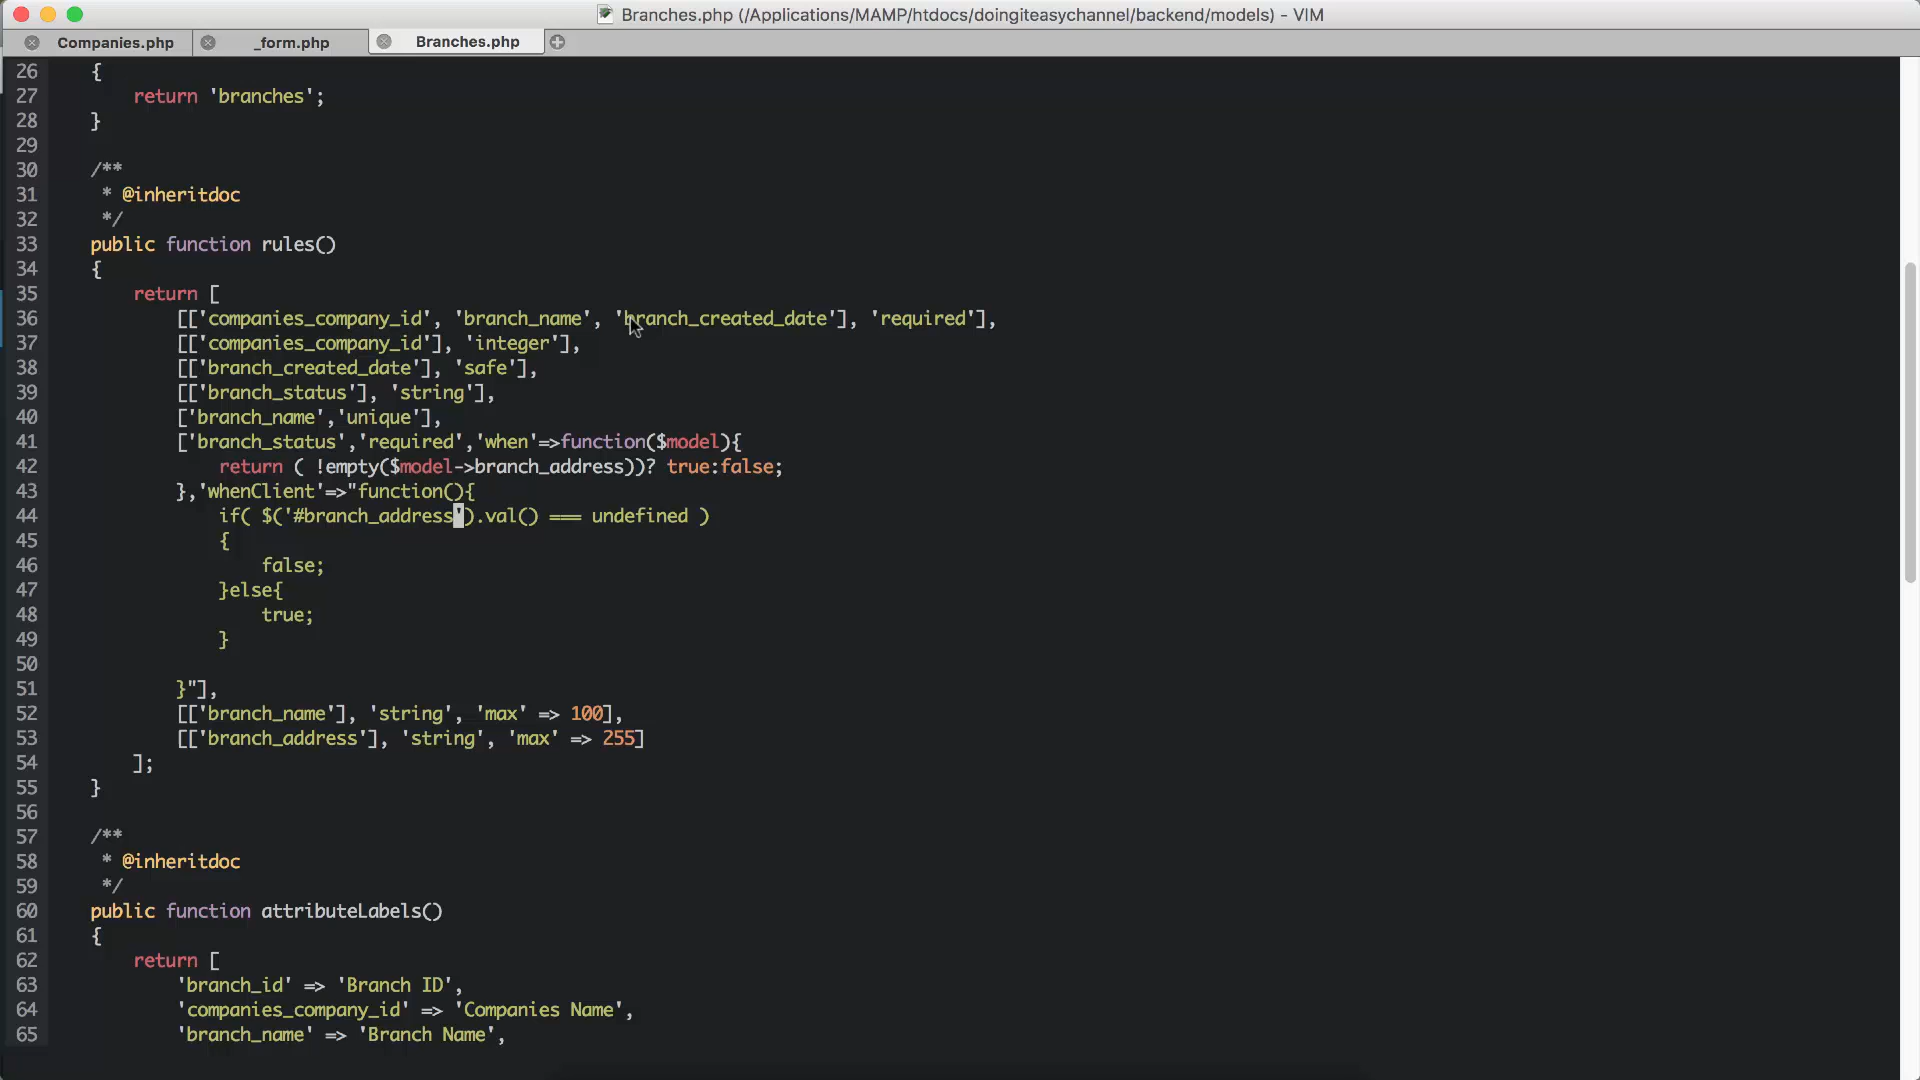 Branches.php (/Applications/MAMP/htdocs/doingiteasychannel/backend/models) - VIM
Companies.php _form.php Branches.php
26 {
27 return 'branches';
28 }
29
30 /**
31 * @inheritdoc
32 */
33 public function rules()
34 {
35 return [
36 [['companies_company_id', 'branch_name', 'branch_created_date'], 'required'],
37 [['companies_company_id'], 'integer'],
38 [['branch_created_date'], 'safe'],
39 [['branch_status'], 'string'],
40 ['branch_name','unique'],
41 ['branch_status','required','when'=>function($model){
42 return ( !empty($model->branch_address))? true:false;
43 },'whenClient'=>"function(){
44 if( $('#branch_address').val() === undefined )
45 {
46 false;
47 }else{
48 true;
49 }
50
51 }"],
52 [['branch_name'], 'string', 'max' => 100],
53 [['branch_address'], 'string', 'max' => 255]
54 ];
55 }
56
57 /**
58 * @inheritdoc
59 */
60 public function attributeLabels()
61 {
62 return [
63 'branch_id' => 'Branch ID',
64 'companies_company_id' => 'Companies Name',
65 'branch_name' => 'Branch Name',